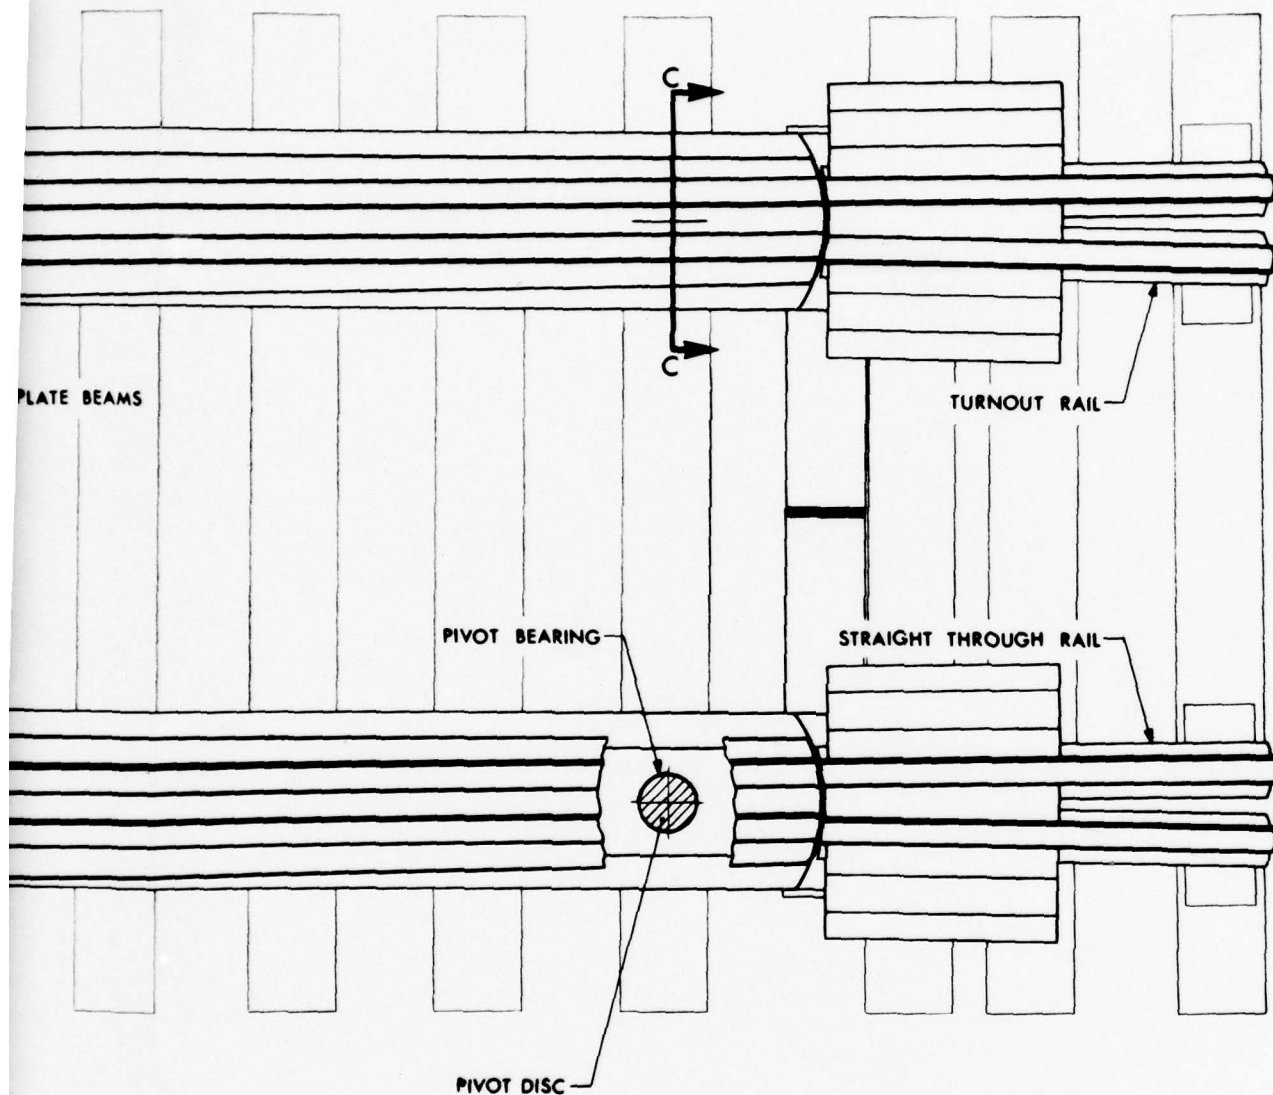 C
C
PLATE BEAMS
TURNOUT RAIL
PIVOT BEARING
STRAIGHT THROUGH RAIL
PIVOT DISC